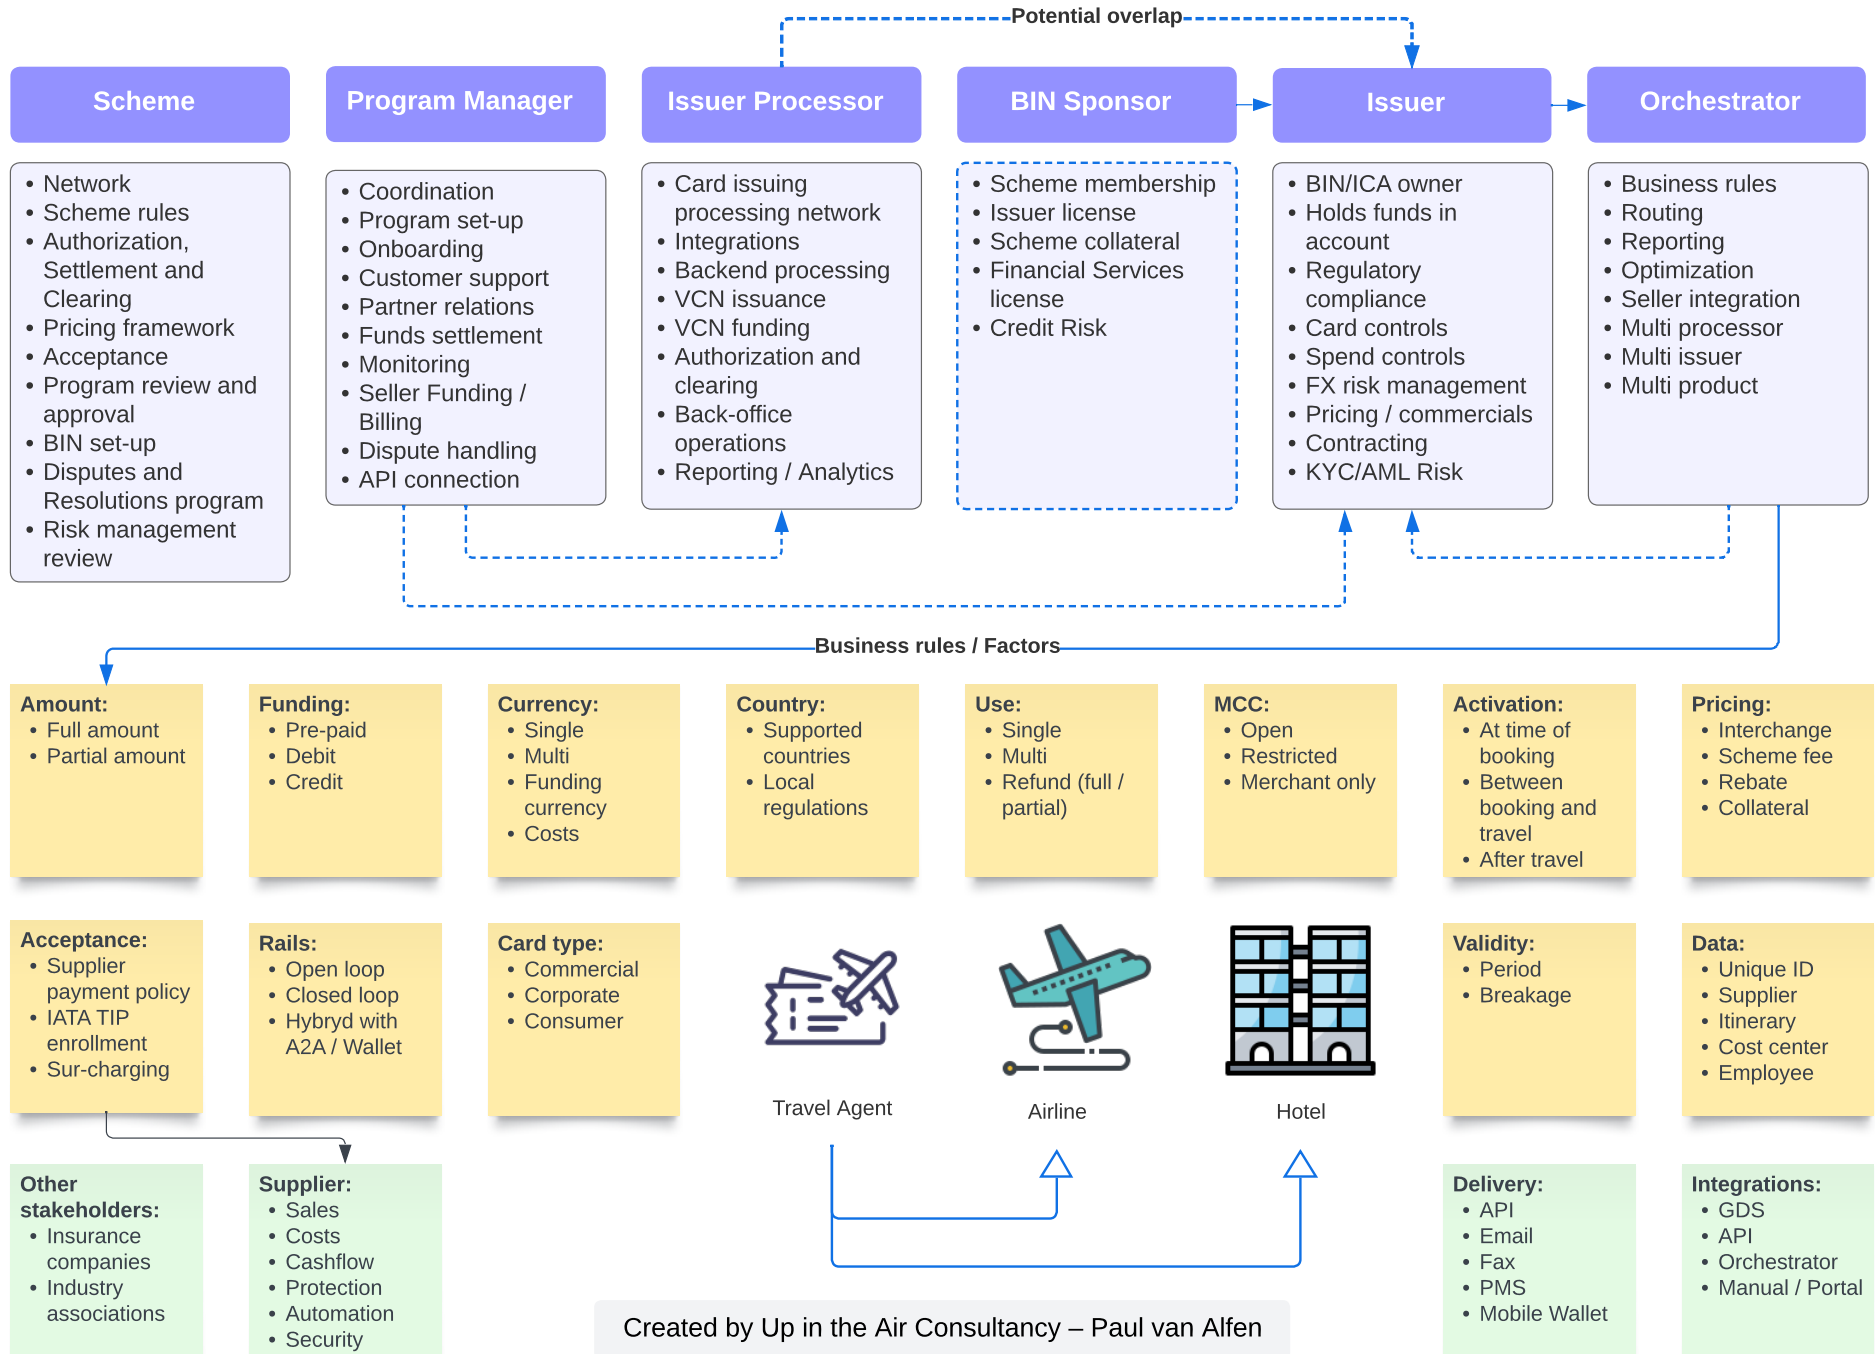 Potential overlap
Scheme
Program Manager
Issuer Processor
BIN Sponsor
Issuer
Orchestrator
• Network
• Scheme rules
• Authorization,
Settlement and
Clearing
• Pricing framework
• Acceptance
• Program review and
approval
• BIN set-up
• Disputes and
Resolutions program
• Risk management
review
• Coordination
• Program set-up
• Onboarding
• Customer support
• Partner relations
• Funds settlement
• Monitoring
• Seller Funding /
Billing
• Dispute handling
• API connection
• Card issuing
processing network
• Integrations
• Backend processing
• VCN issuance
• VCN funding
• Authorization and
clearing
• Back-office
operations
• Reporting / Analytics
• Scheme membership
• Issuer license
• Scheme collateral
• Financial Services
license
• Credit Risk
• BIN/ICA owner
• Holds funds in
account
• Regulatory
compliance
• Card controls
• Spend controls
• FX risk management
• Pricing / commercials
• Contracting
• KYC/AML Risk
• Business rules
• Routing
• Reporting
• Optimization
• Seller integration
• Multi processor
• Multi issuer
• Multi product
Business rules / Factors
Amount:
• Full amount
• Partial amount
Funding:
• Pre-paid
• Debit
• Credit
Currency:
• Single
• Multi
• Funding
currency
• Costs
Country:
• Supported
countries
• Local
regulations
Use:
• Single
• Multi
• Refund (full /
partial)
MCC:
• Open
• Restricted
• Merchant only
Activation:
• At time of
booking
• Between
booking and
travel
• After travel
Pricing:
• Interchange
• Scheme fee
• Rebate
• Collateral
Acceptance:
• Supplier
payment policy
• IATA TIP
enrollment
• Sur-charging
Rails:
• Open loop
• Closed loop
• Hybryd with
A2A / Wallet
Card type:
• Commercial
• Corporate
• Consumer
Travel Agent
Airline
Hotel
Validity:
• Period
• Breakage
Data:
• Unique ID
• Supplier
• Itinerary
• Cost center
• Employee
Other
stakeholders:
• Insurance
companies
• Industry
associations
Supplier:
• Sales
• Costs
• Cashflow
• Protection
• Automation
• Security
Delivery:
• API
• Email
• Fax
• PMS
• Mobile Wallet
Integrations:
• GDS
• API
• Orchestrator
• Manual / Portal
Created by Up in the Air Consultancy – Paul van Alfen